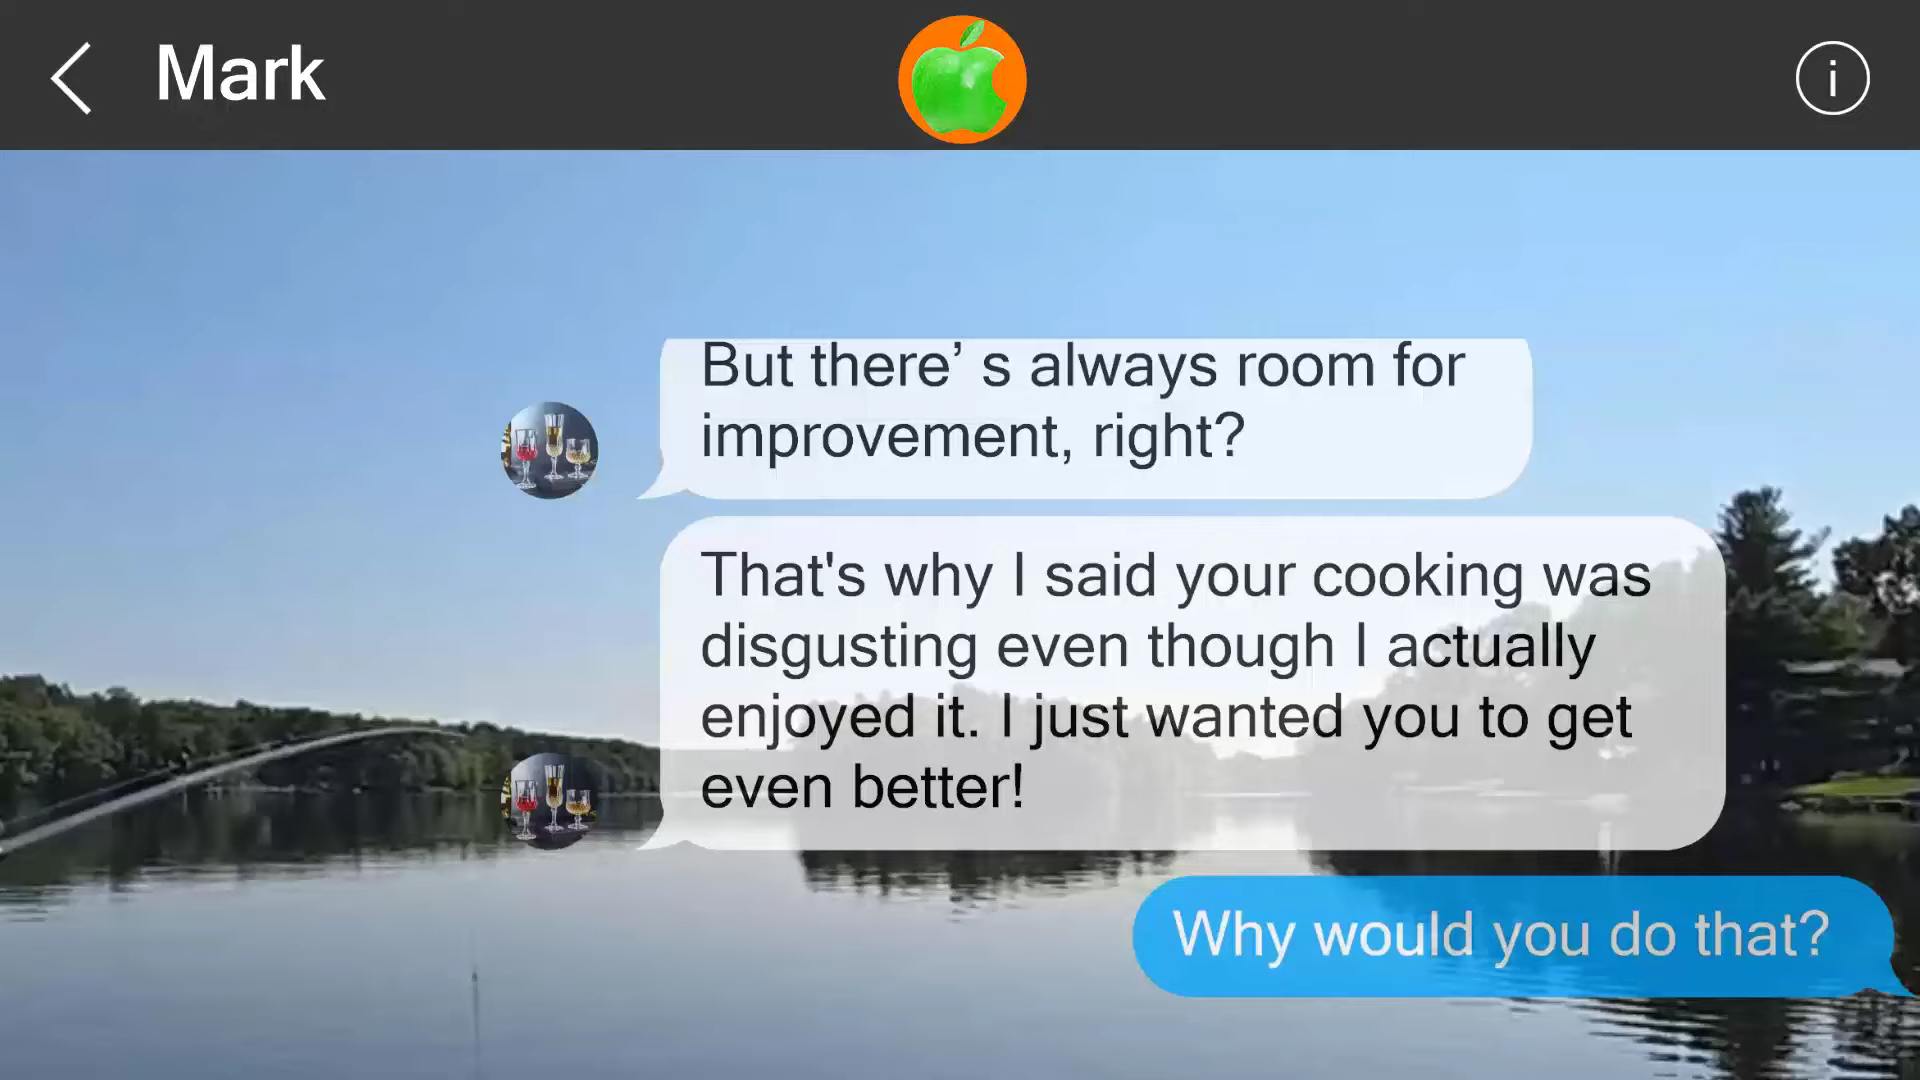 Mark
i
But there’ s always room for
improvement, right?
That's why I said your cooking was
disgusting even though I actually
enjoyed it. I just wanted you to get
even better!
Why would you do that?